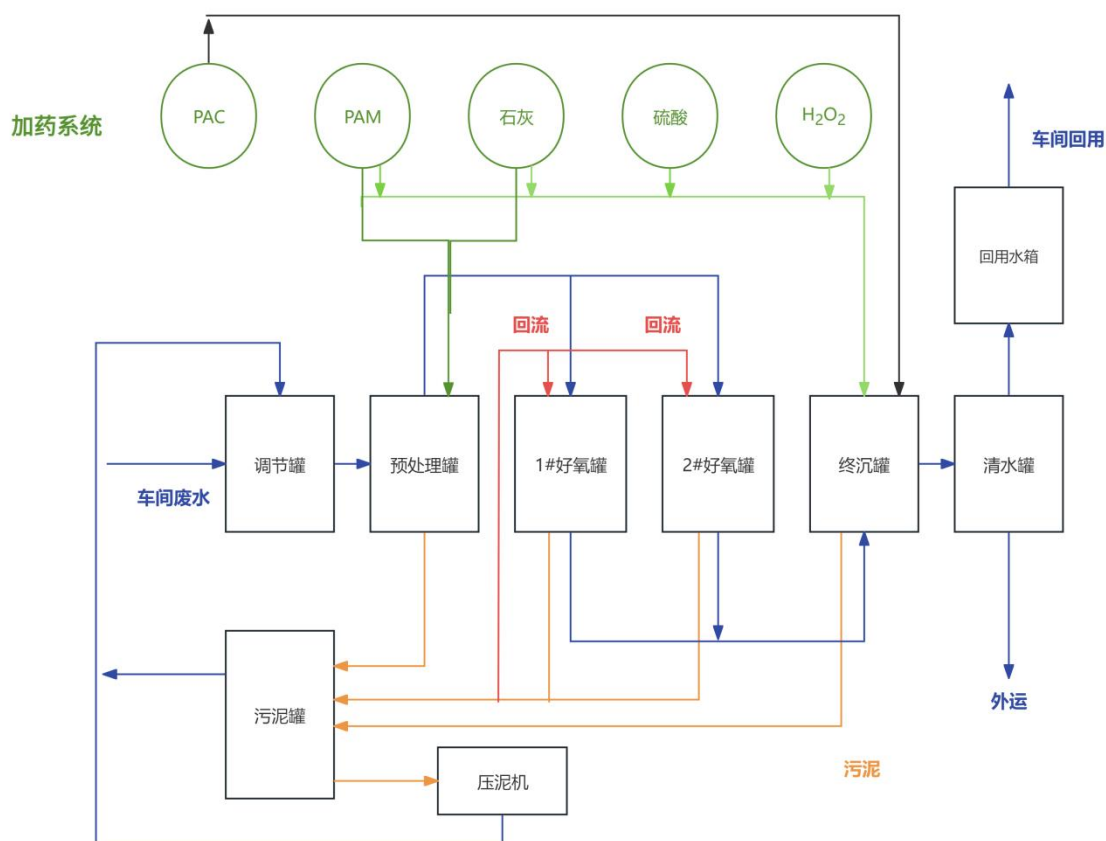 加药系统
PAC
PAM
石灰
硫酸
H₂O₂
车间回用
回用水箱
回流
回流
调节罐
预处理罐
1#好氧罐
2#好氧罐
终沉罐
清水罐
车间废水
污泥罐
外运
污泥
压泥机